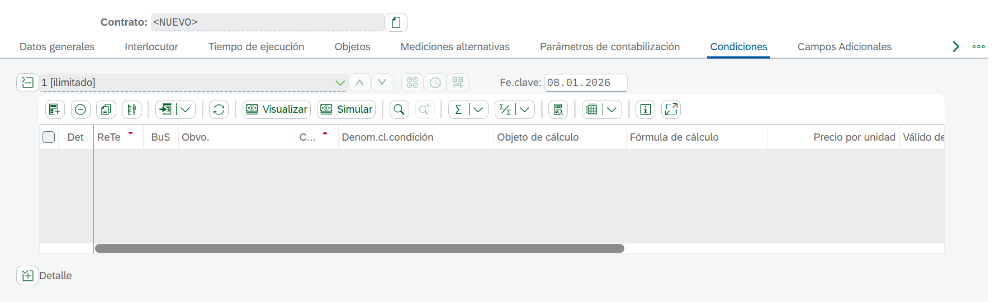 Contrato: <NUEVO>
Datos generales Interlocutor Tiempo de ejecución Objetos Mediciones alternativas Parámetros de contabilización Condiciones Campos Adicionales
1 [ilimitado] Fe.clave: 08.01.2026
Visualizar Simular
Det ReTe BuS Obvo. C... Denom.cl.condición Objeto de cálculo Fórmula de cálculo Precio por unidad Válido de
Detalle